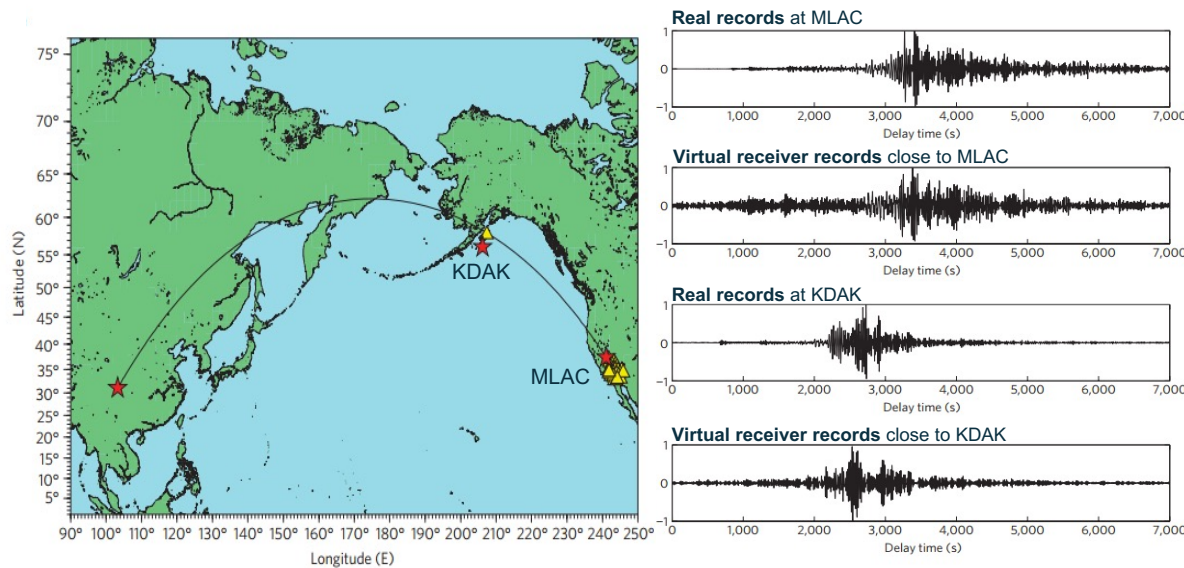 75°
70°
65°
60°
55°
50°
45°
40°
35°
30°
25°
20°
15°
10°
5°
Latitude (N)
KDAK
MLAC
90° 100° 110° 120° 130° 140° 150° 160° 170° 180° 190° 200° 210° 220° 230° 240° 250°
Longitude (E)
Real records at MLAC
1
0
−1
0 1,000 2,000 3,000 4,000 5,000 6,000 7,000
Delay time (s)
Virtual receiver records close to MLAC
1
0
−1
0 1,000 2,000 3,000 4,000 5,000 6,000 7,000
Delay time (s)
Real records at KDAK
1
0
−1
0 1,000 2,000 3,000 4,000 5,000 6,000 7,000
Delay time (s)
Virtual receiver records close to KDAK
1
0
−1
0 1,000 2,000 3,000 4,000 5,000 6,000 7,000
Delay time (s)